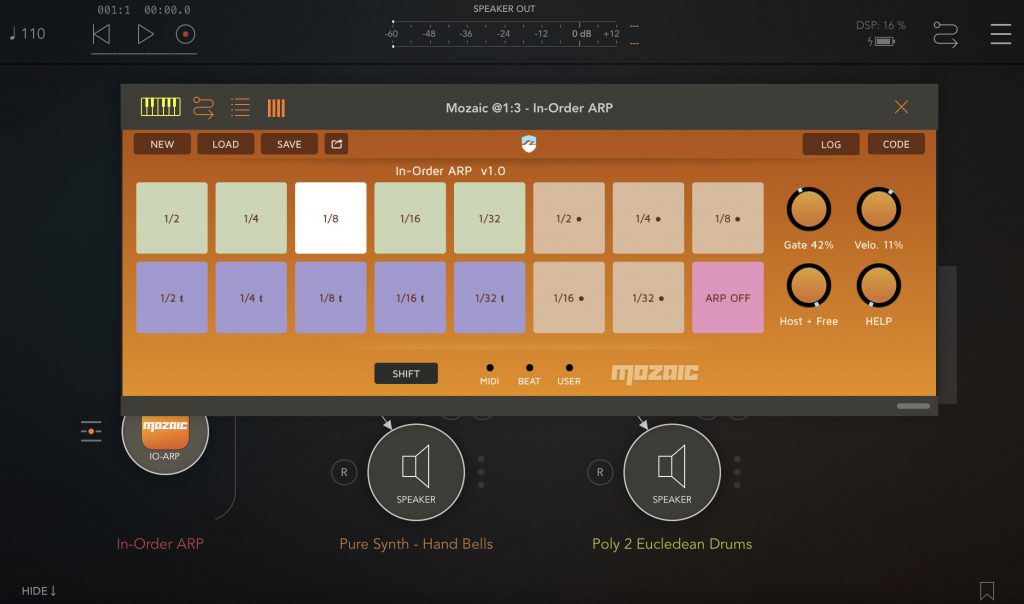 001:1 00:00.0
SPEAKER OUT
♩ 110
-60 -48 -36 -24 -12 0 dB +12
DSP: 16 %
Mozaic @1:3 - In-Order ARP
NEW LOAD SAVE LOG CODE
In-Order ARP v1.0
1/2 1/4 1/8 1/16 1/32 1/2 ● 1/4 ● 1/8 ●
Gate 42% Velo. 11%
1/2 t 1/4 t 1/8 t 1/16 t 1/32 t 1/16 ● 1/32 ● ARP OFF
Host + Free HELP
SHIFT
MIDI BEAT USER
mozaic
mozaic
IO-ARP
R SPEAKER R SPEAKER
In-Order ARP Pure Synth - Hand Bells Poly 2 Eucledean Drums
HIDE↓